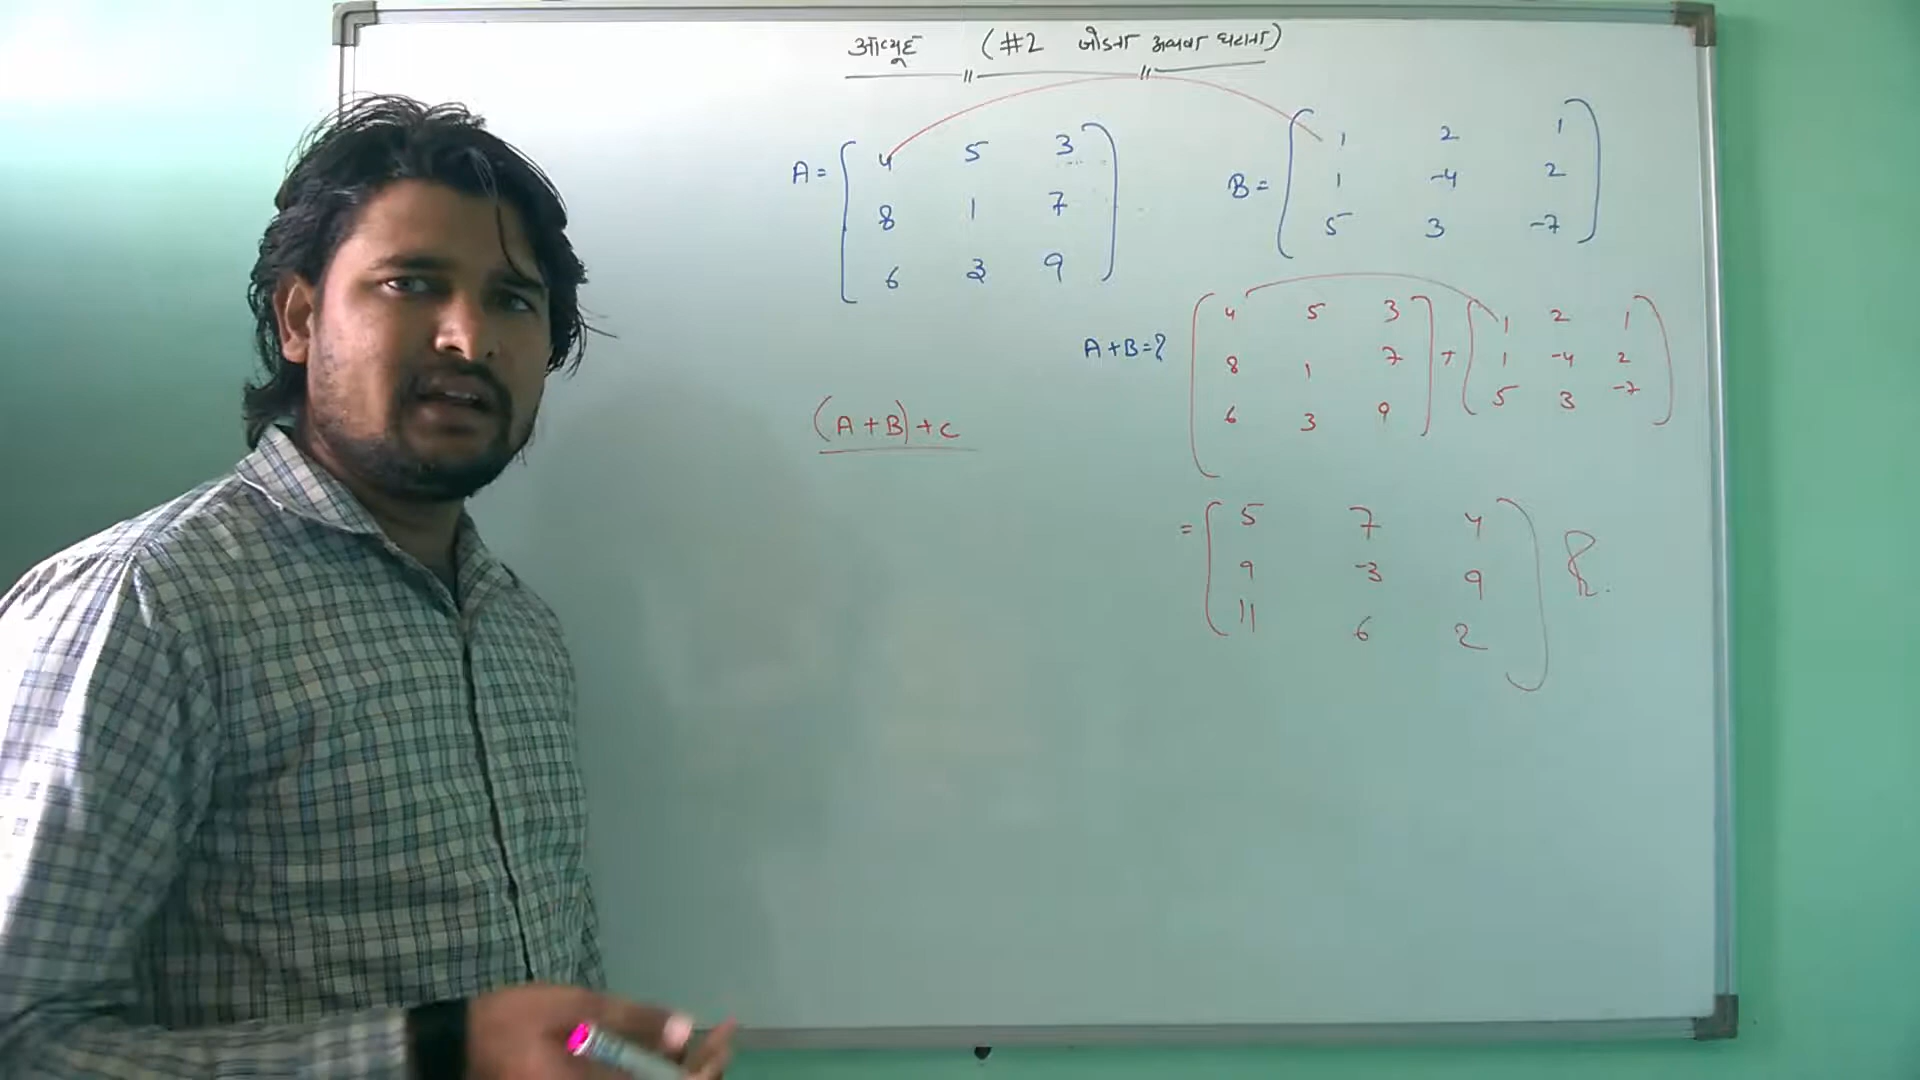 आव्यूह (#2 जोडना अथवा घटाना)
A = [ 4 5 3
8 1 7
6 3 9 ]
B = [ 1 2 1
1 -4 2
5 3 -7 ]
A+B=? [ 4 5 3
8 1 7
6 3 9 ] + [ 1 2 1
1 -4 2
5 3 -7 ]
(A+B)+C
= [ 5 7 4
9 -3 9
11 6 2 ]